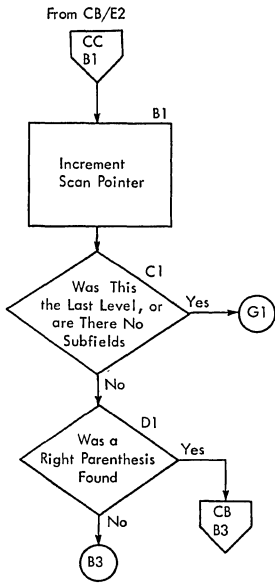 From CB/E2
CC
B1
B1
Increment
Scan Pointer
C1
Was This
the Last Level, or
are There No
Subfields
Yes
G1
No
D1
Was a
Right Parenthesis
Found
Yes
CB
B3
No
B3